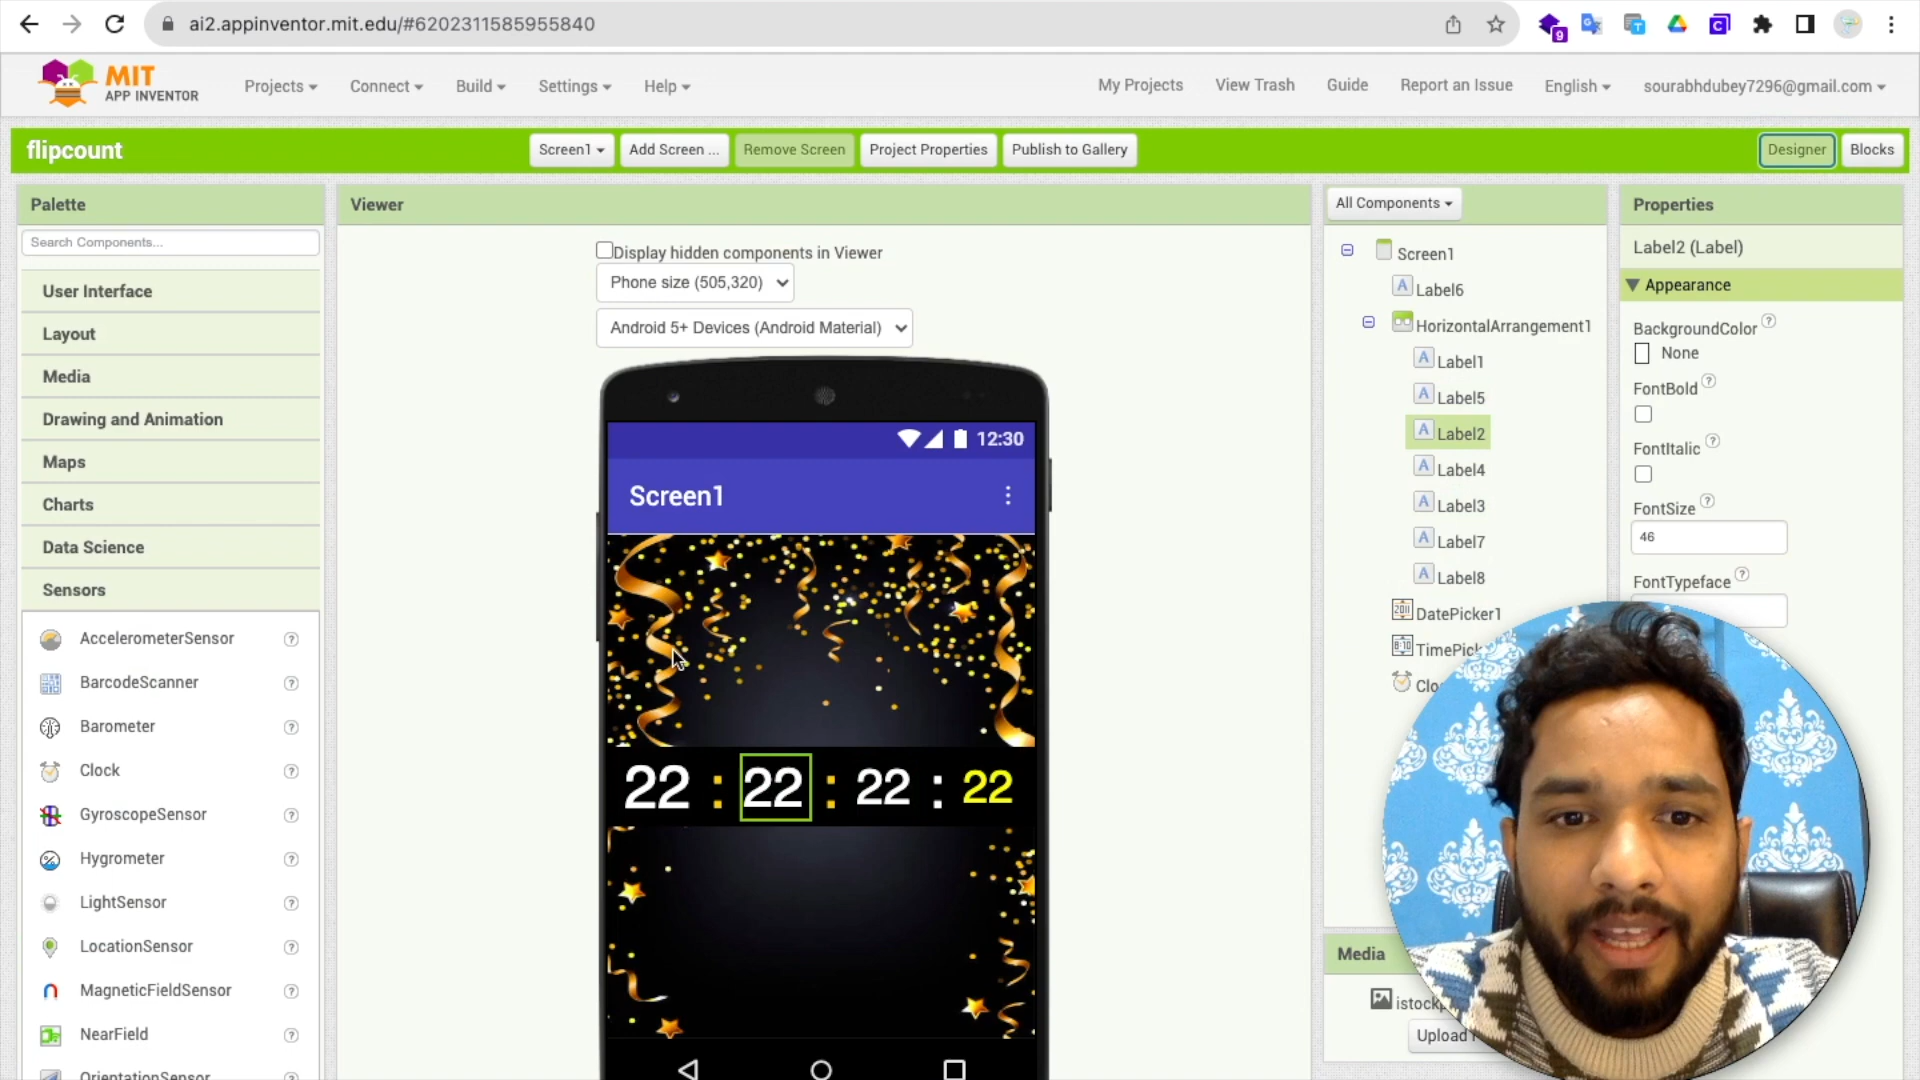 ai2.appinventor.mit.edu/#6202311585955840
9
MIT
APP INVENTOR
Projects
Connect
Build
Settings
Help
My Projects
View Trash
Guide
Report an Issue
English
sourabhdubey7296@gmail.com
flipcount
Screen1
Add Screen ...
Remove Screen
Project Properties
Publish to Gallery
Designer
Blocks
Palette
Search Components...
User Interface
Layout
Media
Drawing and Animation
Maps
Charts
Data Science
Sensors
AccelerometerSensor
BarcodeScanner
Barometer
Clock
GyroscopeSensor
Hygrometer
LightSensor
LocationSensor
MagneticFieldSensor
NearField
OrientationSensor
Viewer
Display hidden components in Viewer
Phone size (505,320)
Android 5+ Devices (Android Material)
12:30
Screen1
22 : 22 : 22 : 22
All Components
Screen1
Label6
HorizontalArrangement1
Label1
Label5
Label2
Label4
Label3
Label7
Label8
DatePicker1
TimePick
Clo
Media
istock
Upload
Properties
Label2 (Label)
Appearance
BackgroundColor
None
FontBold
FontItalic
FontSize
46
FontTypeface